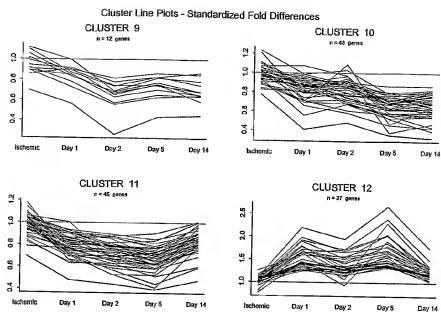 Cluster Line Plots - Standardized Fold Differences
CLUSTER 9
n = 12 genes
1.0
0.8
0.6
0.4
Ischemic Day 1 Day 2 Day 5 Day 14
CLUSTER 10
n = 43 genes
1.2
1.0
0.8
0.6
0.4
Ischemic Day 1 Day 2 Day 5 Day 14
CLUSTER 11
n = 45 genes
1.2
1.0
0.8
0.6
0.4
Ischemic Day 1 Day 2 Day 5 Day 14
CLUSTER 12
n = 37 genes
2.5
2.0
1.5
1.0
Ischemic Day 1 Day 2 Day 5 Day 14